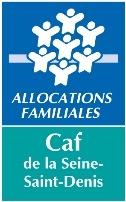 ALLOCATIONS
FAMILIALES
Caf
de la Seine-
Saint-Denis